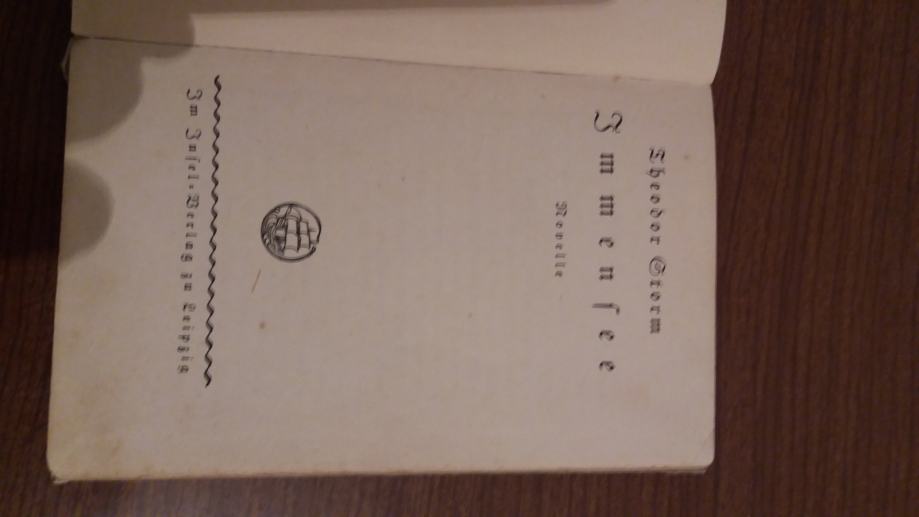 Theodor Storm
Immenſee
Novelle
Im Inſel-Verlag zu Leipzig